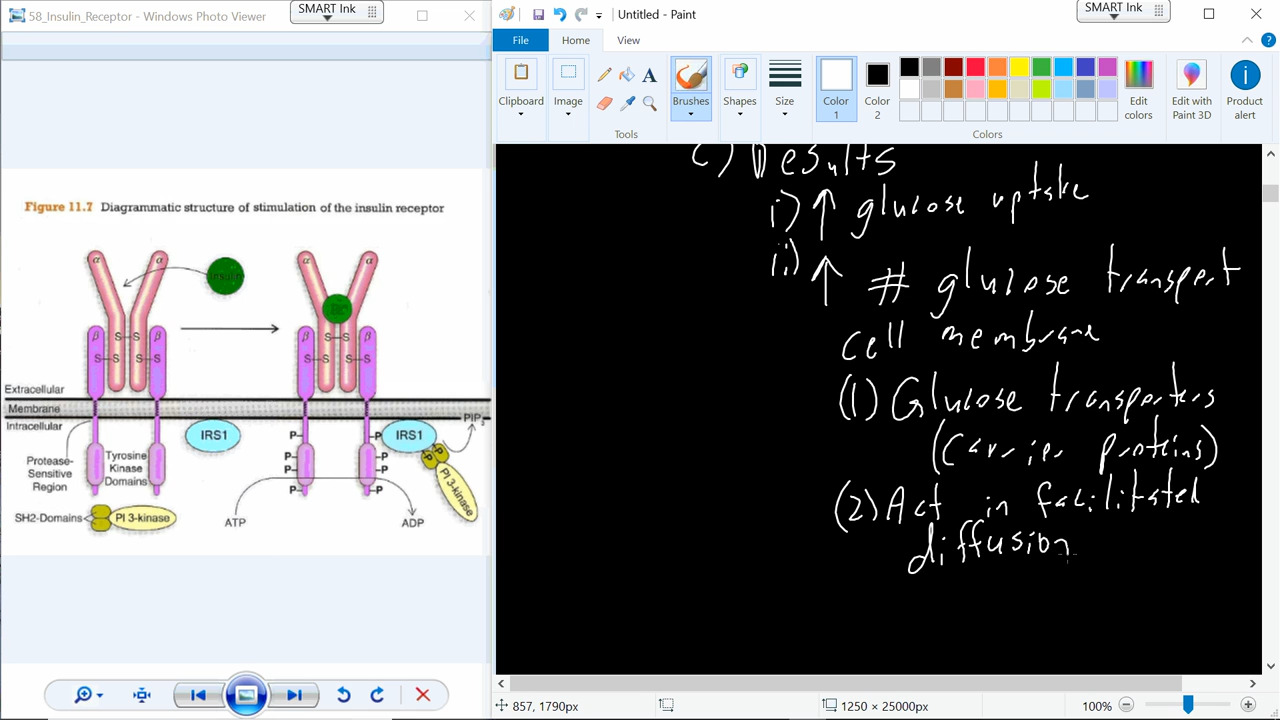 58_Insulin_Receptor - Windows Photo Viewer
SMART Ink
Figure 11.7 Diagrammatic structure of stimulation of the insulin receptor
α
α
insulin
α
α
β
S
S
β
β
S
S
β
S
S
S
S
S
S
S
S
Extracellular
Membrane
Intracellular
PIP3
IRS1
P
P
IRS1
P
P
P
P
P
P
P
P
PI 3-kinase
Protease-
Sensitive
Region
Tyrosine
Kinase
Domains
SH2-Domains
PI 3-kinase
ATP
ADP
Untitled - Paint
SMART Ink
File
Home
View
Clipboard
Image
Tools
Brushes
Shapes
Size
Color
1
Color
2
Edit
colors
Colors
Edit with
Paint 3D
Product
alert
c) Results
i) ↑ glucose uptake
ii) ↑ # glucose transport
cell membrane
(1) Glucose transporters
(carrier proteins)
(2) Act in facilitated
diffusion
857, 1790px
1250 × 25000px
100%